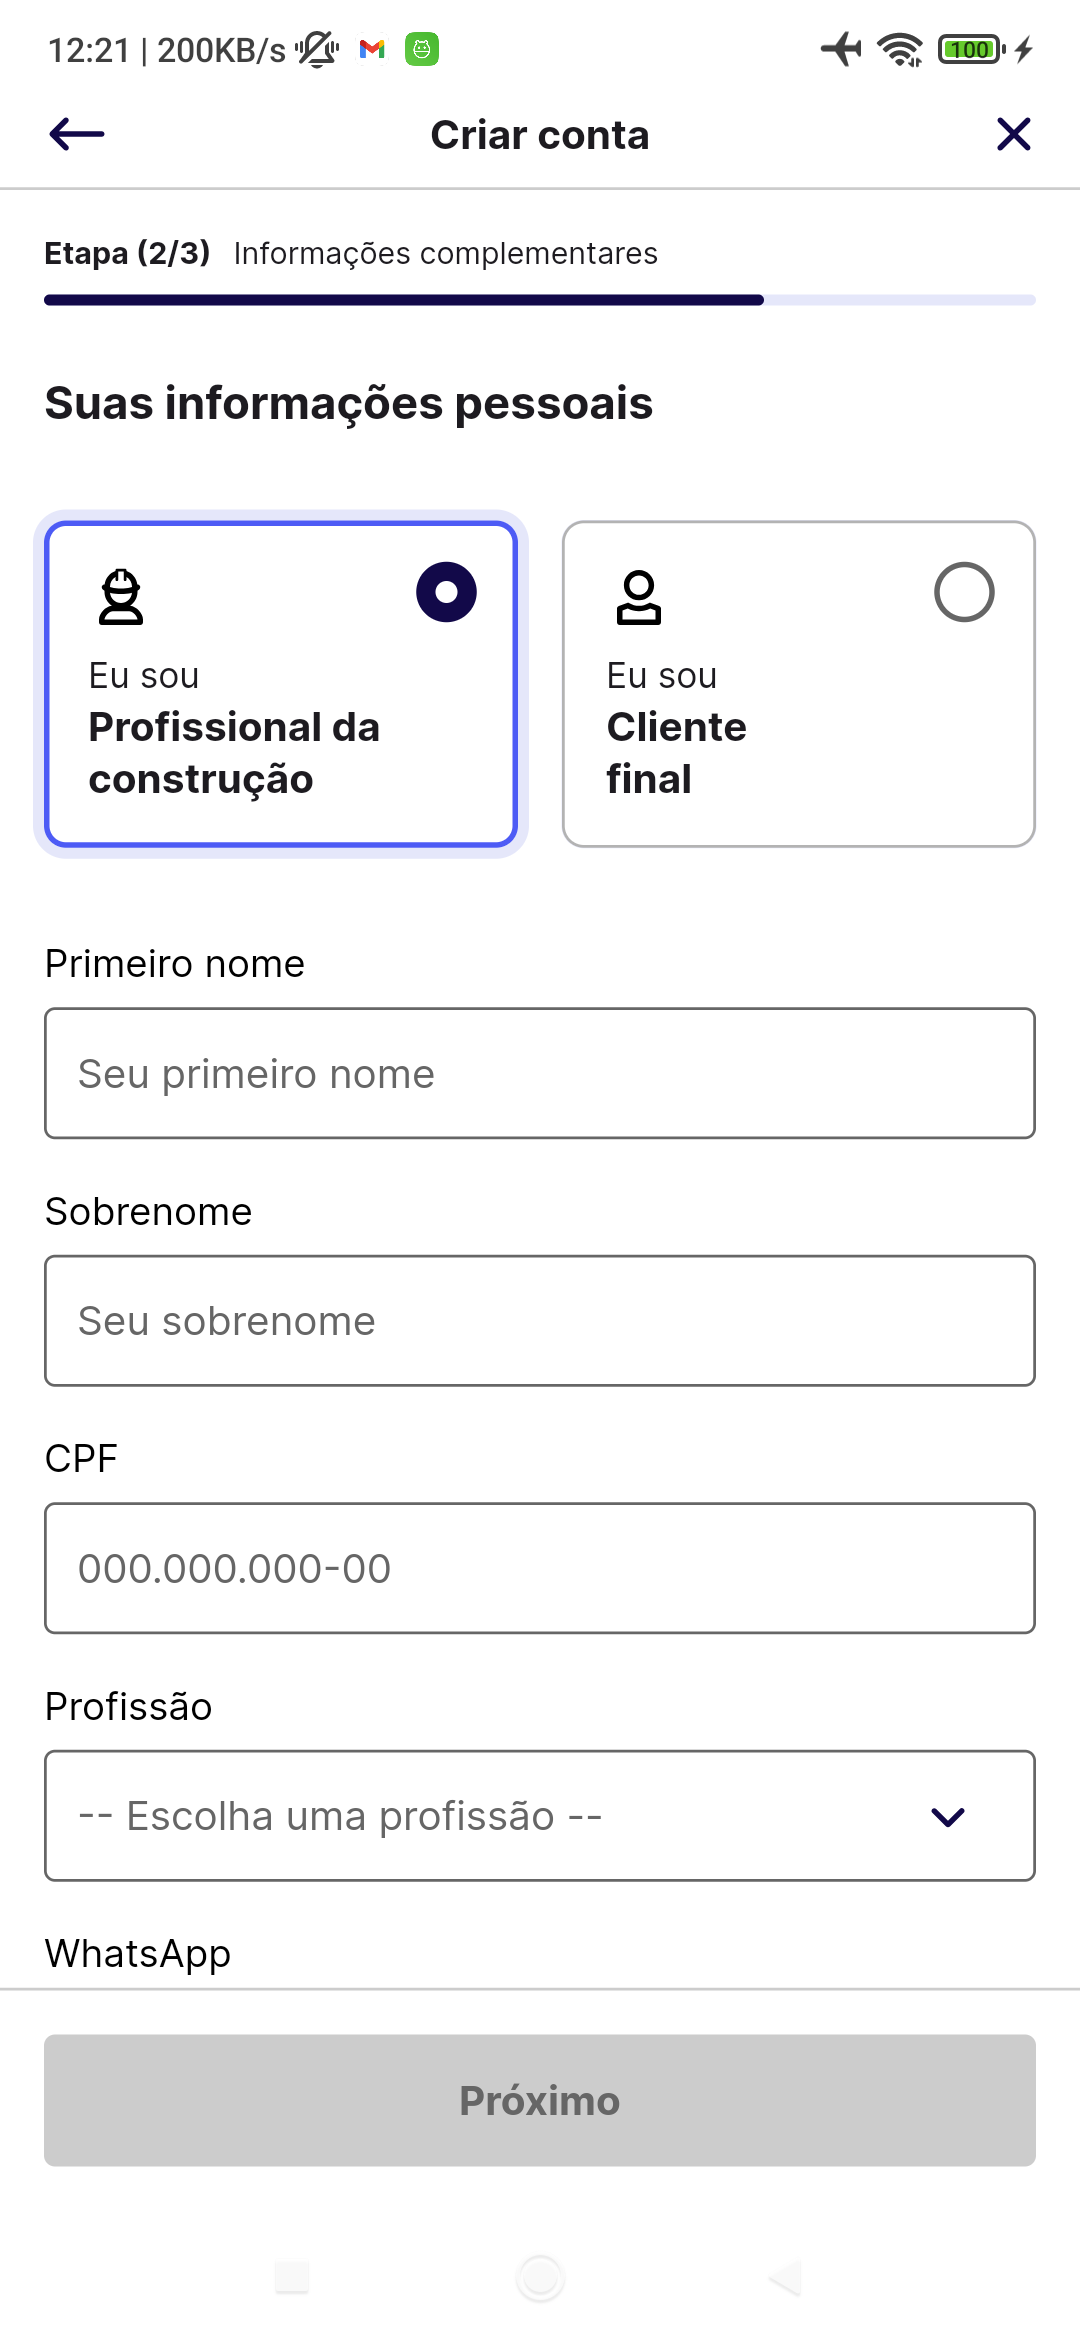 12:21 | 200KB/s
100
Criar conta
Etapa (2/3) Informações complementares
Suas informações pessoais
Eu sou
Profissional da
construção
Eu sou
Cliente
final
Primeiro nome
Seu primeiro nome
Sobrenome
Seu sobrenome
CPF
000.000.000-00
Profissão
-- Escolha uma profissão --
WhatsApp
Próximo